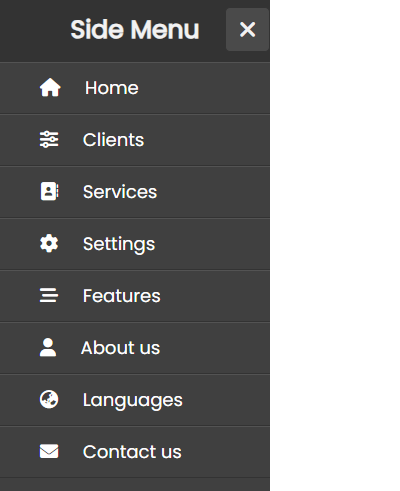 Side Menu
Home
Clients
Services
Settings
Features
About us
Languages
Contact us